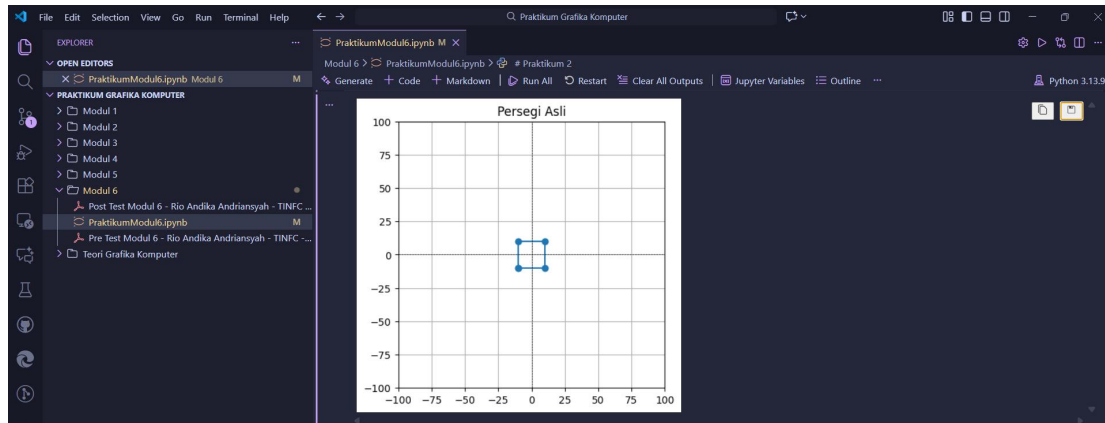 File Edit Selection View Go Run Terminal Help
Praktikum Grafika Komputer
EXPLORER
PraktikumModul6.ipynb M
OPEN EDITORS
PraktikumModul6.ipynb Modul 6 M
PRAKTIKUM GRAFIKA KOMPUTER
Modul 1
Modul 2
Modul 3
Modul 4
Modul 5
Modul 6
Post Test Modul 6 - Rio Andika Andriansyah - TINFC ...
PraktikumModul6.ipynb M
Pre Test Modul 6 - Rio Andika Andriansyah - TINFC -...
Teori Grafika Komputer
1
Modul 6 > PraktikumModul6.ipynb > # Praktikum 2
Generate + Code + Markdown Run All Restart Clear All Outputs Jupyter Variables Outline ...
Python 3.13.9
Persegi Asli
100
75
50
25
0
−25
−50
−75
−100
−100 −75 −50 −25 0 25 50 75 100